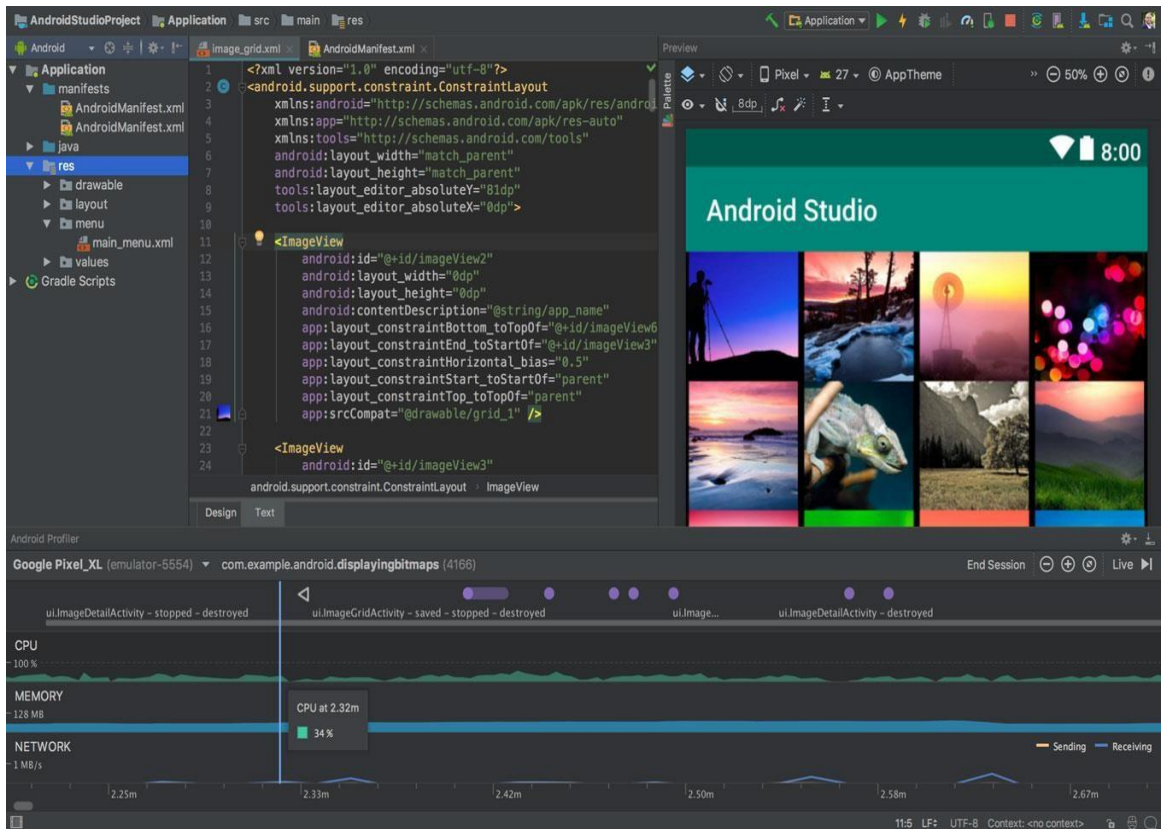 AndroidStudioProject Application src main res
Application
Android
image_grid.xml
AndroidManifest.xml
Preview
Application
manifests
AndroidManifest.xml
AndroidManifest.xml
java
res
drawable
layout
menu
main_menu.xml
values
Gradle Scripts
1 <?xml version="1.0" encoding="utf-8"?>
2 <android.support.constraint.ConstraintLayout
3 xmlns:android="http://schemas.android.com/apk/res/androi
4 xmlns:app="http://schemas.android.com/apk/res-auto"
5 xmlns:tools="http://schemas.android.com/tools"
6 android:layout_width="match_parent"
7 android:layout_height="match_parent"
8 tools:layout_editor_absoluteY="81dp"
9 tools:layout_editor_absoluteX="0dp">
10
11 <ImageView
12 android:id="@+id/imageView2"
13 android:layout_width="0dp"
14 android:layout_height="0dp"
15 android:contentDescription="@string/app_name"
16 app:layout_constraintBottom_toTopOf="@+id/imageView6
17 app:layout_constraintEnd_toStartOf="@+id/imageView3"
18 app:layout_constraintHorizontal_bias="0.5"
19 app:layout_constraintStart_toStartOf="parent"
20 app:layout_constraintTop_toTopOf="parent"
21 app:srcCompat="@drawable/grid_1" />
22
23 <ImageView
24 android:id="@+id/imageView3"
android.support.constraint.ConstraintLayout › ImageView
Design Text
Palette
Pixel 27 AppTheme » 50%
8dp
8:00
Android Studio
Android Profiler
Google Pixel_XL (emulator-5554) com.example.android.displayingbitmaps (4166)
End Session Live
ui.ImageDetailActivity – stopped – destroyed
ui.ImageGridActivity – saved – stopped – destroyed
ui.Image...
ui.ImageDetailActivity – destroyed
CPU
100 %
MEMORY
128 MB
CPU at 2.32m
34 %
NETWORK
1 MB/s
Sending Receiving
2.25m 2.33m 2.42m 2.50m 2.58m 2.67m
11:5 LF UTF-8 Context: <no context>